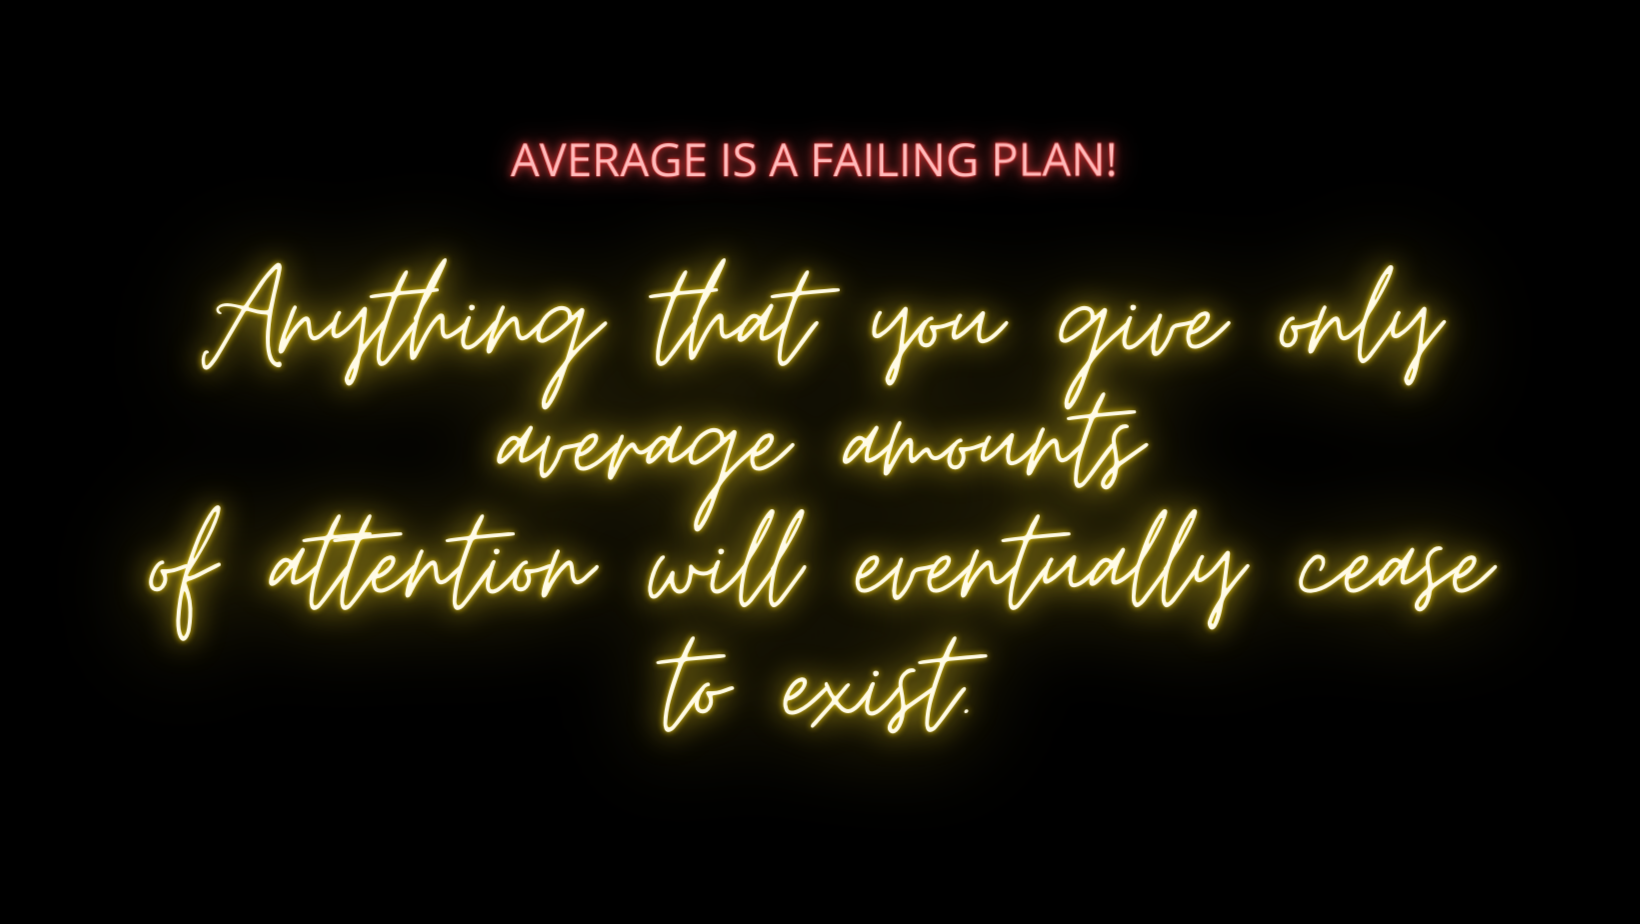 AVERAGE IS A FAILING PLAN!
Anything that you give only
average amounts
of attention will eventually cease
to exist.